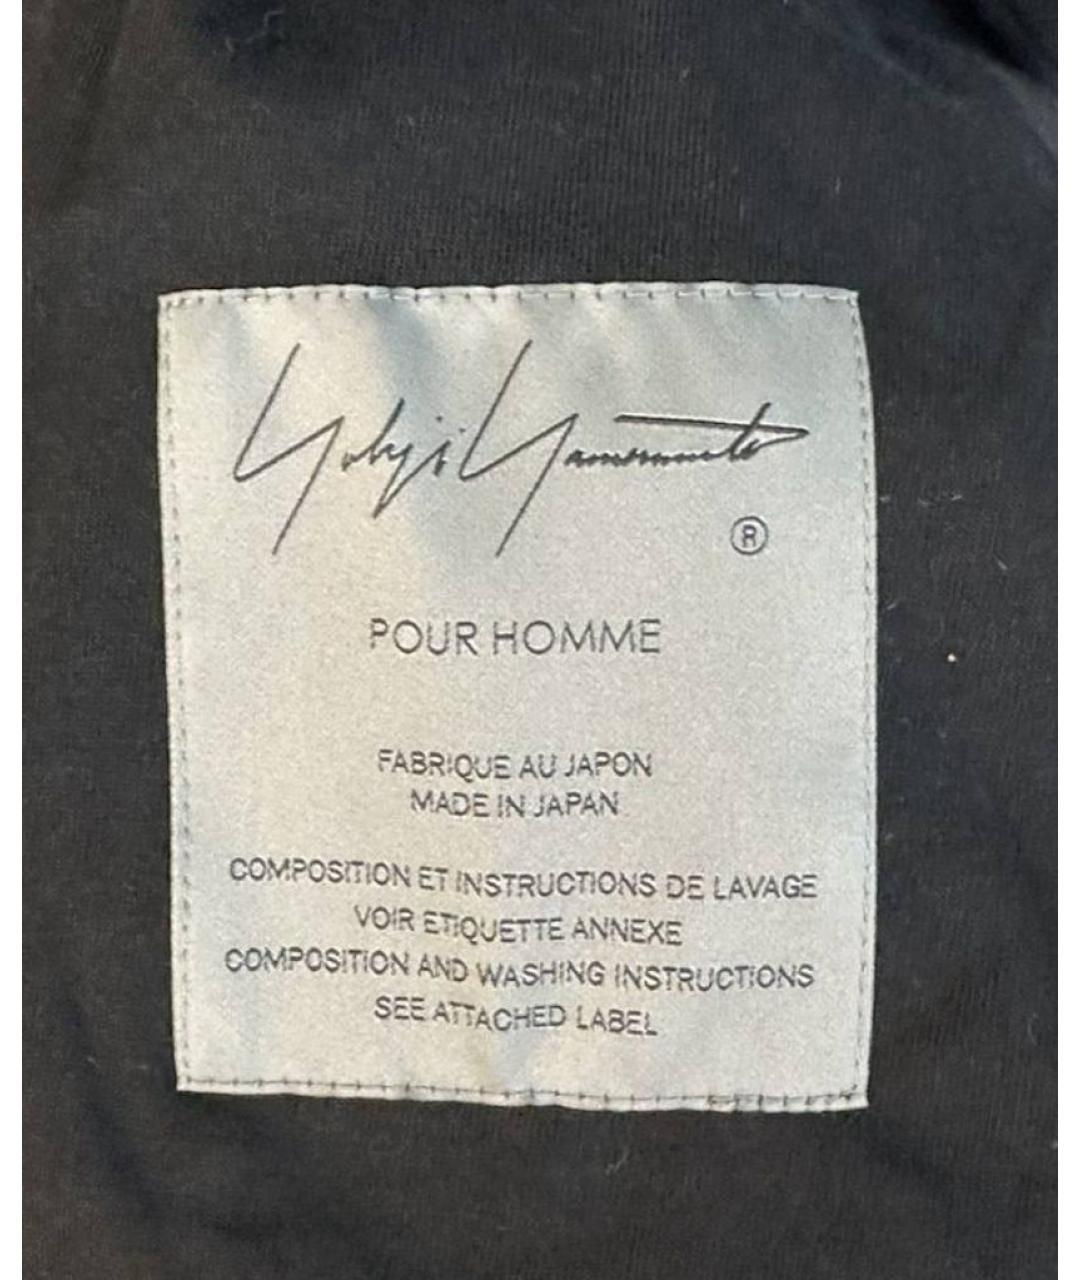 Yohji Yamamoto
®
POUR HOMME
FABRIQUE AU JAPON
MADE IN JAPAN
COMPOSITION ET INSTRUCTIONS DE LAVAGE
VOIR ETIQUETTE ANNEXE
COMPOSITION AND WASHING INSTRUCTIONS
SEE ATTACHED LABEL